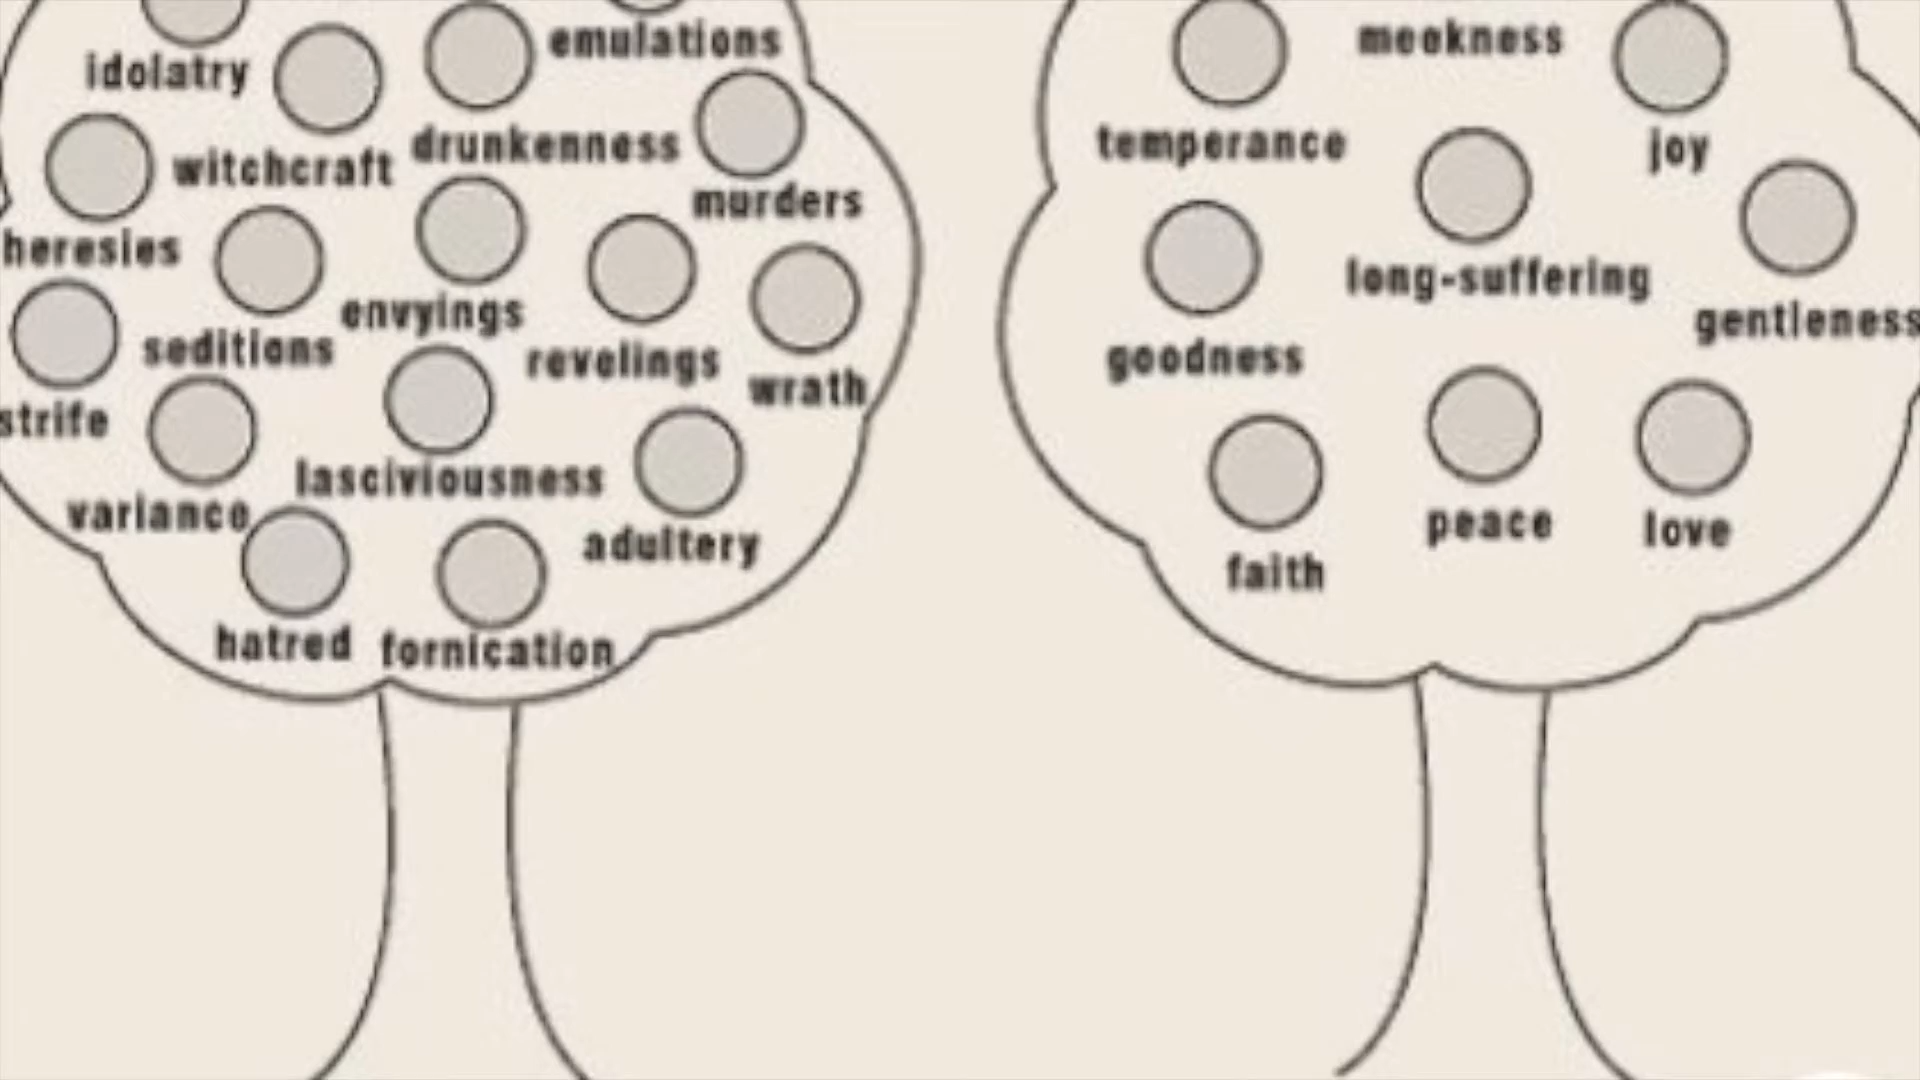 emulations
idolatry
drunkenness
witchcraft
murders
heresies
envyings
seditions
revelings
wrath
strife
lasciviousness
variance
adultery
hatred
fornication
meekness
temperance
joy
long-suffering
gentleness
goodness
peace
love
faith